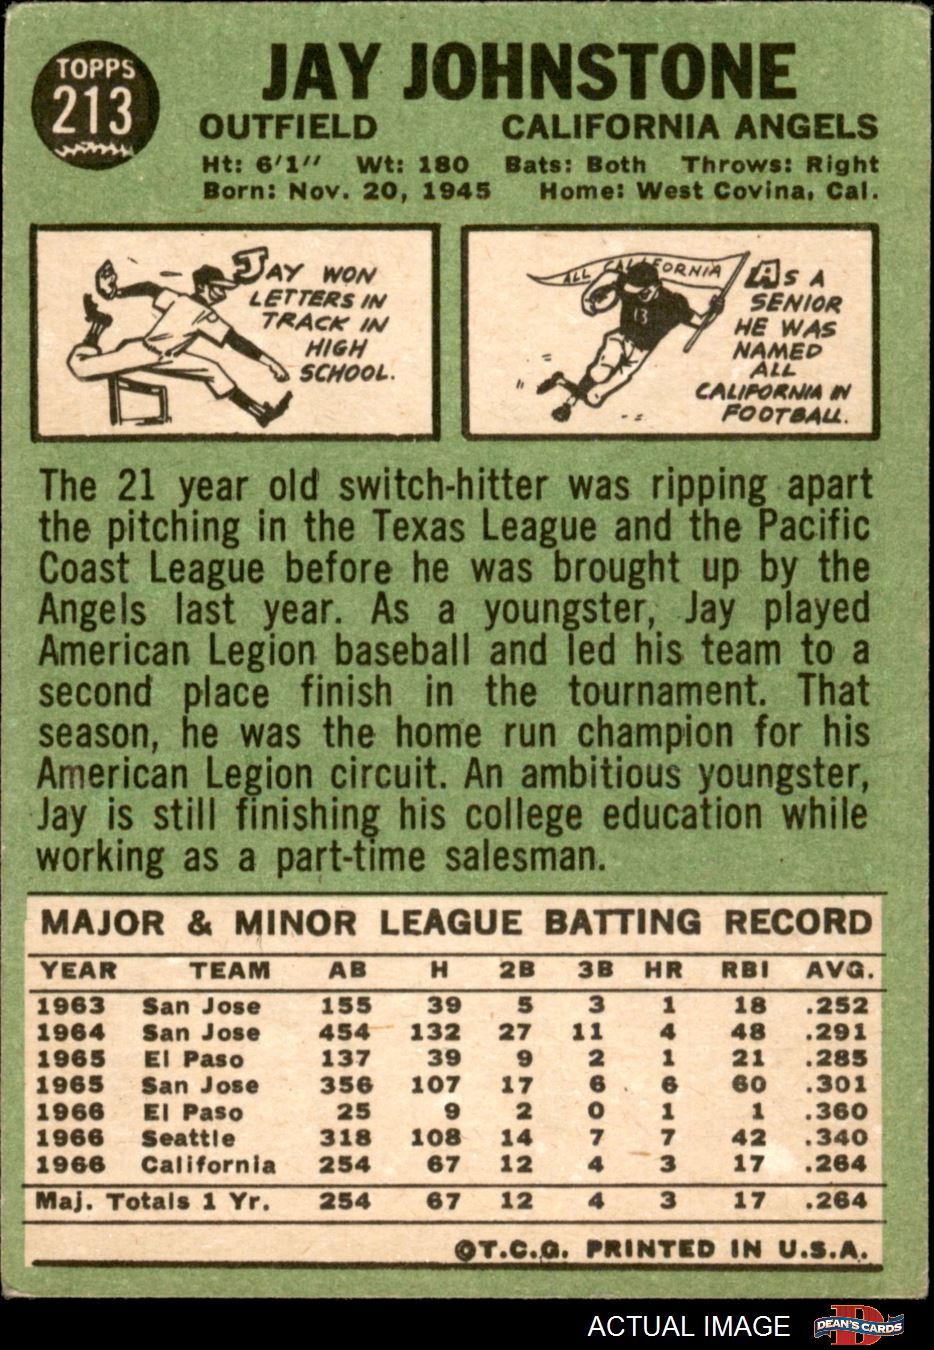 TOPPS
213
JAY JOHNSTONE
OUTFIELD CALIFORNIA ANGELS
Ht: 6'1" Wt: 180 Bats: Both Throws: Right
Born: Nov. 20, 1945 Home: West Covina, Cal.
JAY WON
LETTERS IN
TRACK IN
HIGH
SCHOOL.
ALL CALIFORNIA
13
AS A
SENIOR
HE WAS
NAMED
ALL
CALIFORNIA IN
FOOTBALL.
The 21 year old switch-hitter was ripping apart
the pitching in the Texas League and the Pacific
Coast League before he was brought up by the
Angels last year. As a youngster, Jay played
American Legion baseball and led his team to a
second place finish in the tournament. That
season, he was the home run champion for his
American Legion circuit. An ambitious youngster,
Jay is still finishing his college education while
working as a part-time salesman.
MAJOR & MINOR LEAGUE BATTING RECORD
YEAR TEAM AB H 2B 3B HR RBI AVG.
1963 San Jose 155 39 5 3 1 18 .252
1964 San Jose 454 132 27 11 4 48 .291
1965 El Paso 137 39 9 2 1 21 .285
1965 San Jose 356 107 17 6 6 60 .301
1966 El Paso 25 9 2 0 1 1 .360
1966 Seattle 318 108 14 7 7 42 .340
1966 California 254 67 12 4 3 17 .264
Maj. Totals 1 Yr. 254 67 12 4 3 17 .264
©T.C.G. PRINTED IN U.S.A.
ACTUAL IMAGE DEAN'S CARDS